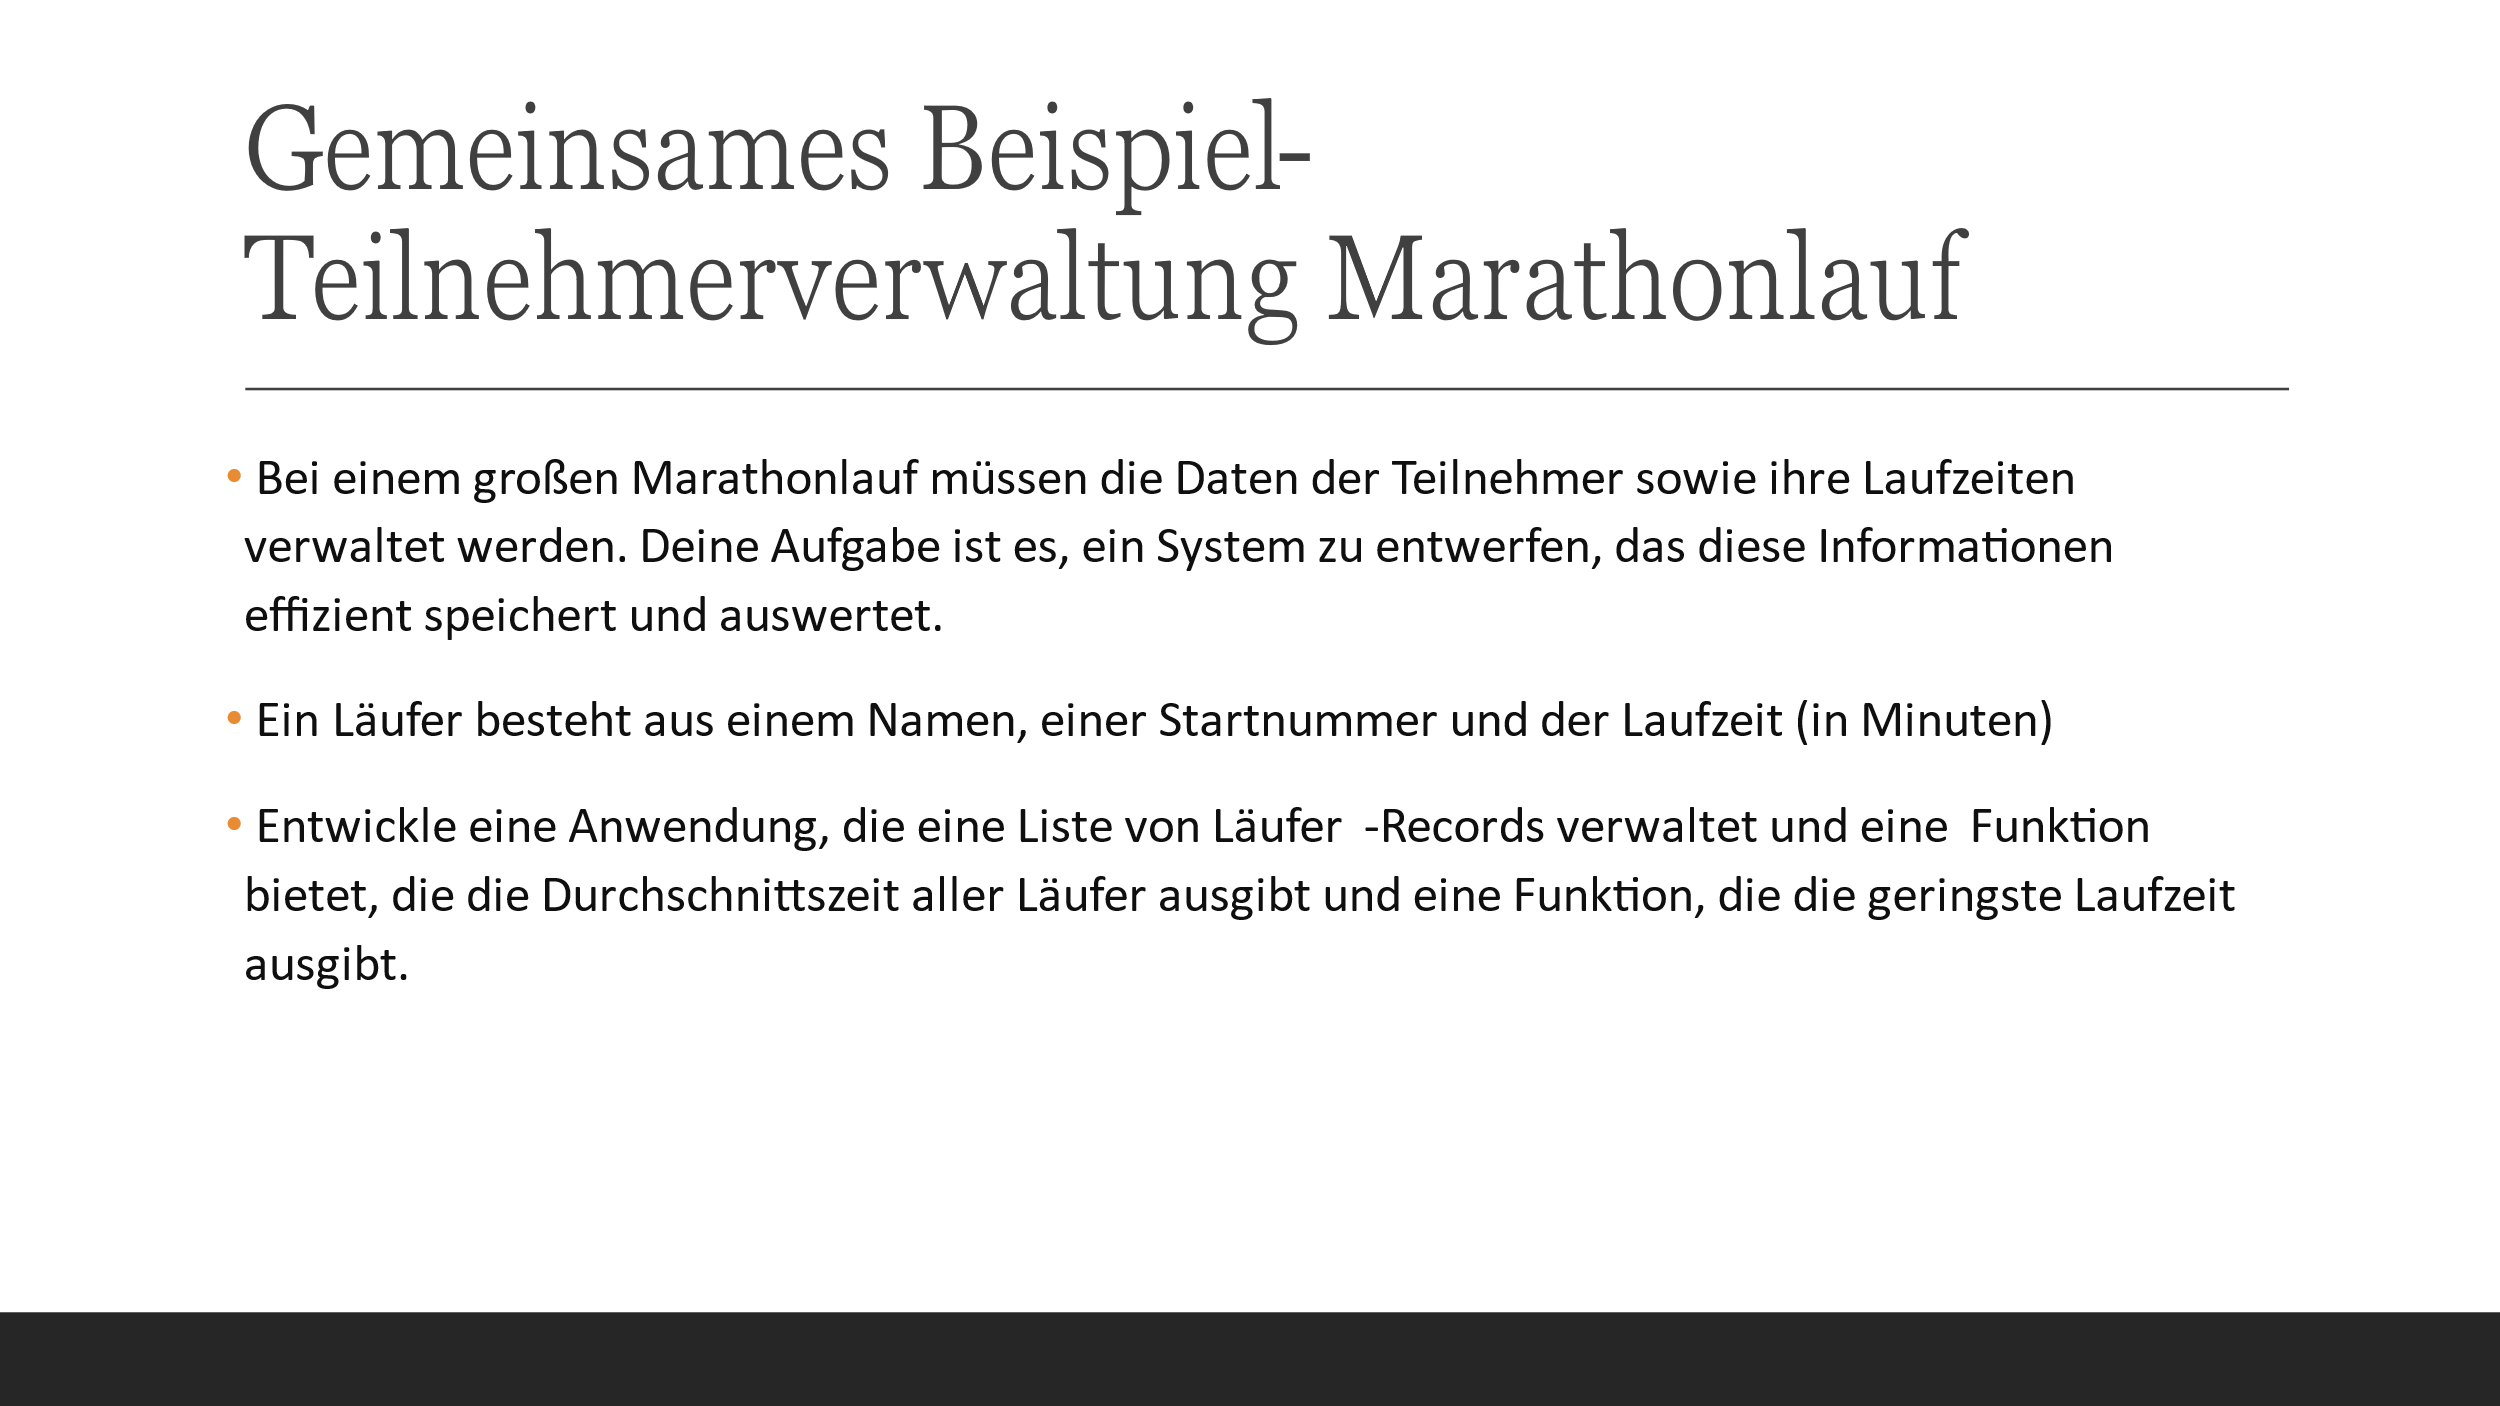 Gemeinsames Beispiel-
Teilnehmerverwaltung Marathonlauf
• Bei einem großen Marathonlauf müssen die Daten der Teilnehmer sowie ihre Laufzeiten
verwaltet werden. Deine Aufgabe ist es, ein System zu entwerfen, das diese Informationen
effizient speichert und auswertet.
• Ein Läufer besteht aus einem Namen, einer Startnummer und der Laufzeit (in Minuten)
• Entwickle eine Anwendung, die eine Liste von Läufer -Records verwaltet und eine Funktion
bietet, die die Durchschnittszeit aller Läufer ausgibt und eine Funktion, die die geringste Laufzeit
ausgibt.